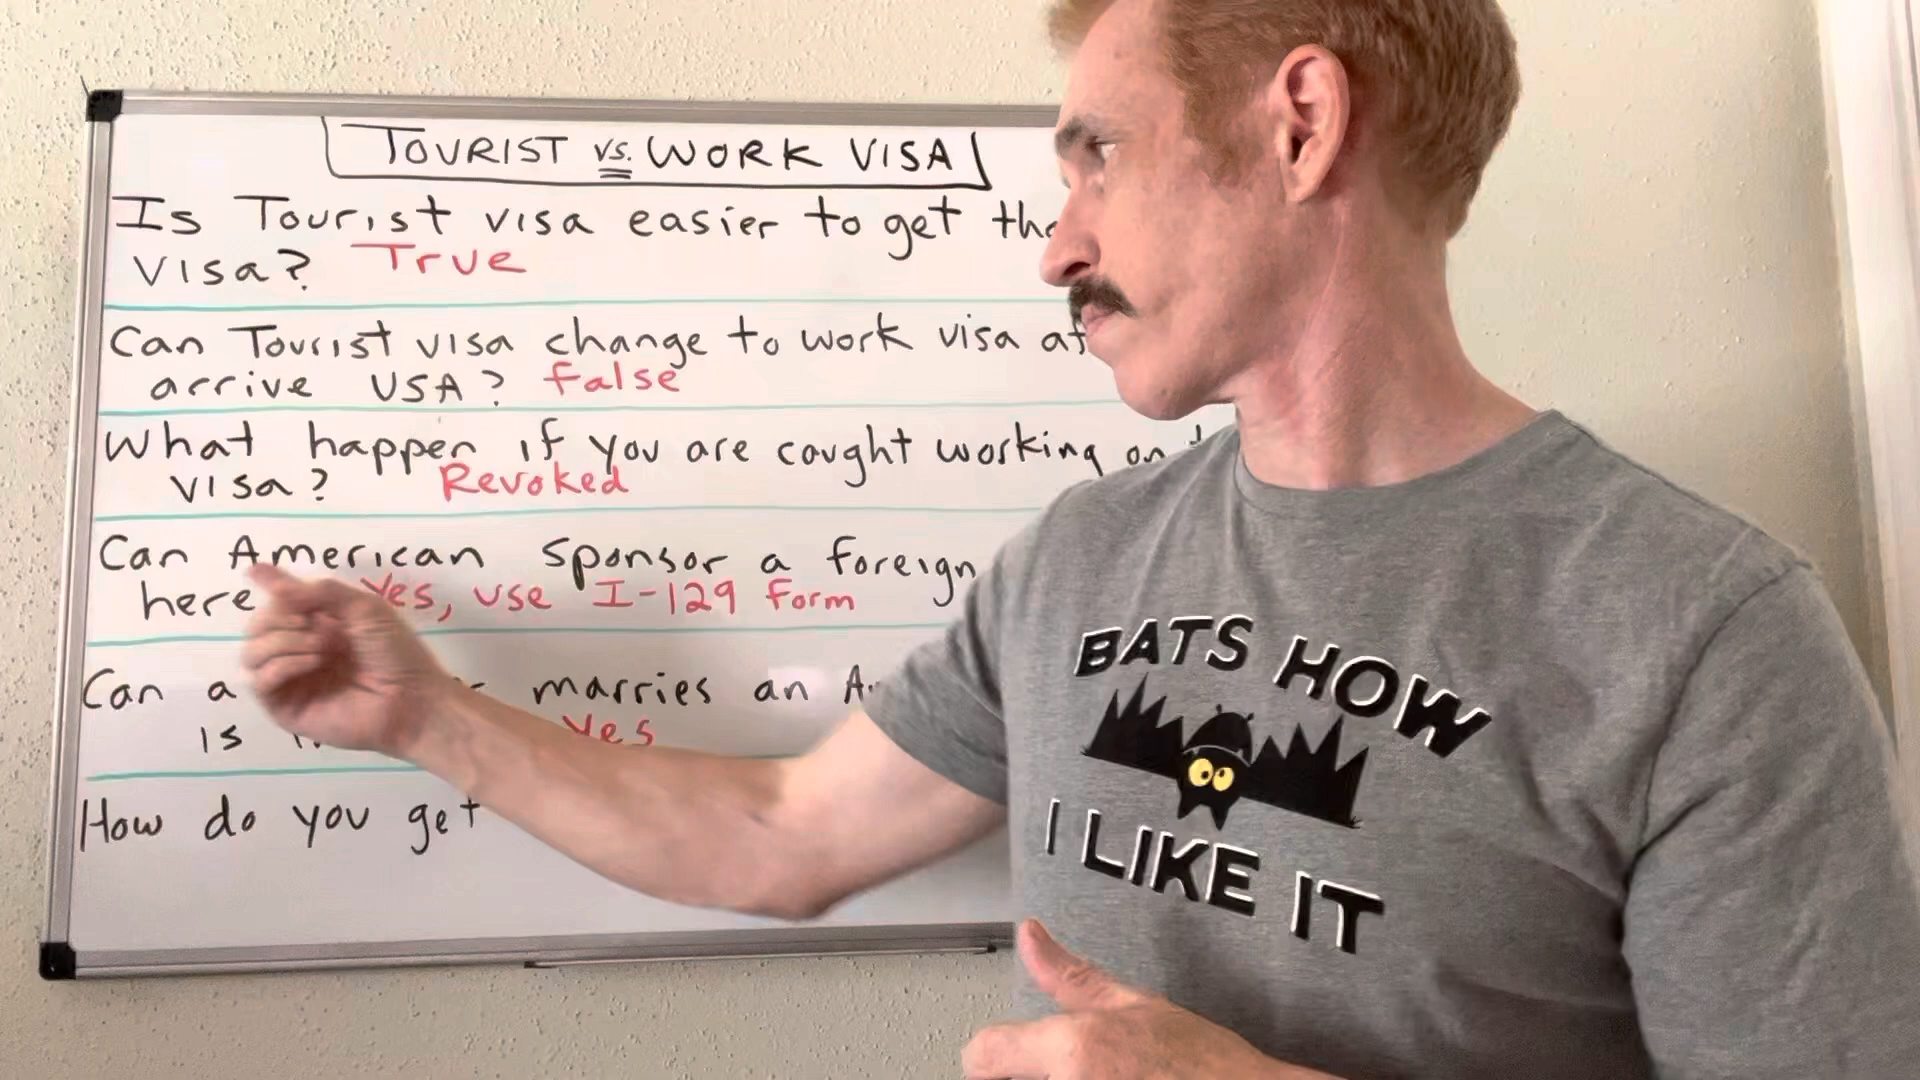 TOURIST vs. WORK VISA
Is Tourist visa easier to get
visa? True
Can Tourist visa change to work visa
arrive USA? false
What happen if you are caught working on
visa? Revoked
Can American sponsor a foreign
here Yes, use I-129 form
Can a marries an
is Yes
How do you get
BATS HOW
I LIKE IT